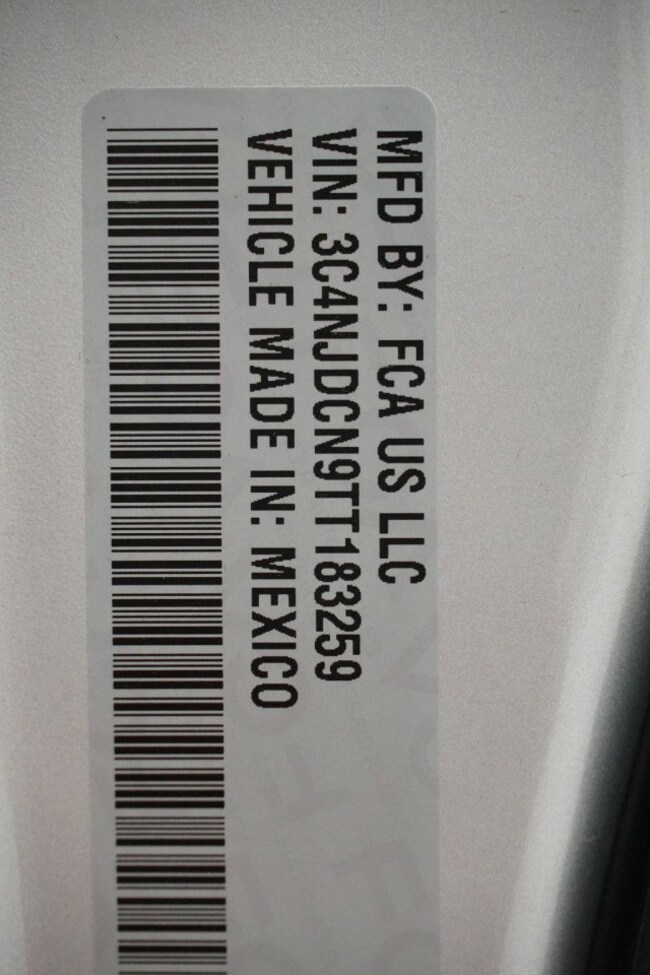 MFD BY: FCA US LLC
VIN: 3C4NJDCN9TT183259
VEHICLE MADE IN: MEXICO